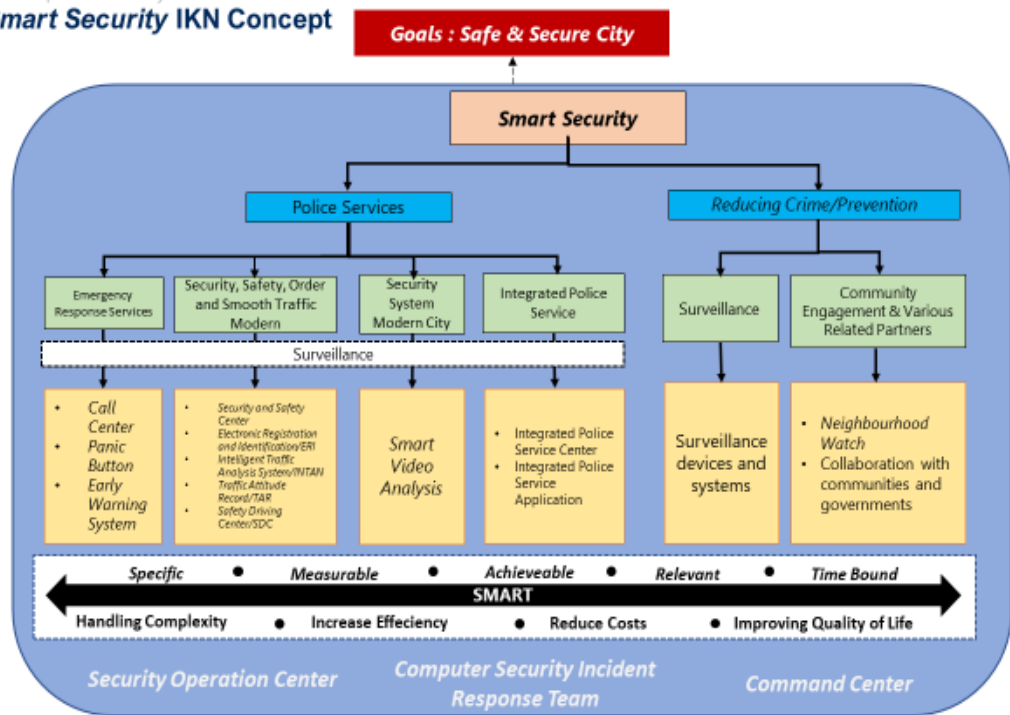 mart Security IKN Concept
Goals : Safe & Secure City
Smart Security
Police Services
Reducing Crime/Prevention
Emergency
Response Services
Security, Safety, Order
and Smooth Traffic
Modern
Security
System
Modern City
Integrated Police
Service
Surveillance
Community
Engagement & Various
Related Partners
Surveillance
• Call
Center
• Panic
Button
• Early
Warning
System
• Security and Safety
Center
• Electronic Registration
and Identification/ERI
• Intelligent Traffic
Analysis System/INTAN
• Traffic Attitude
Record/TAR
• Safety Driving
Center/SDC
Smart
Video
Analysis
• Integrated Police
Service Center
• Integrated Police
Service
Application
Surveillance
devices and
systems
• Neighbourhood
Watch
• Collaboration with
communities and
governments
Specific • Measurable • Achieveable • Relevant • Time Bound
SMART
Handling Complexity • Increase Effeciency • Reduce Costs • Improving Quality of Life
Security Operation Center
Computer Security Incident
Response Team
Command Center